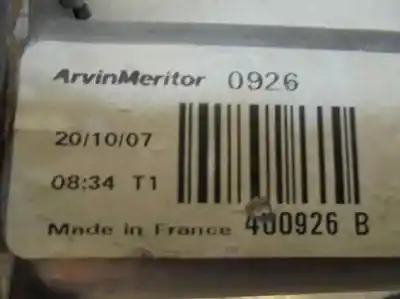 ArvinMeritor 0926
20/10/07
08:34 T1
Made in France 400926 B